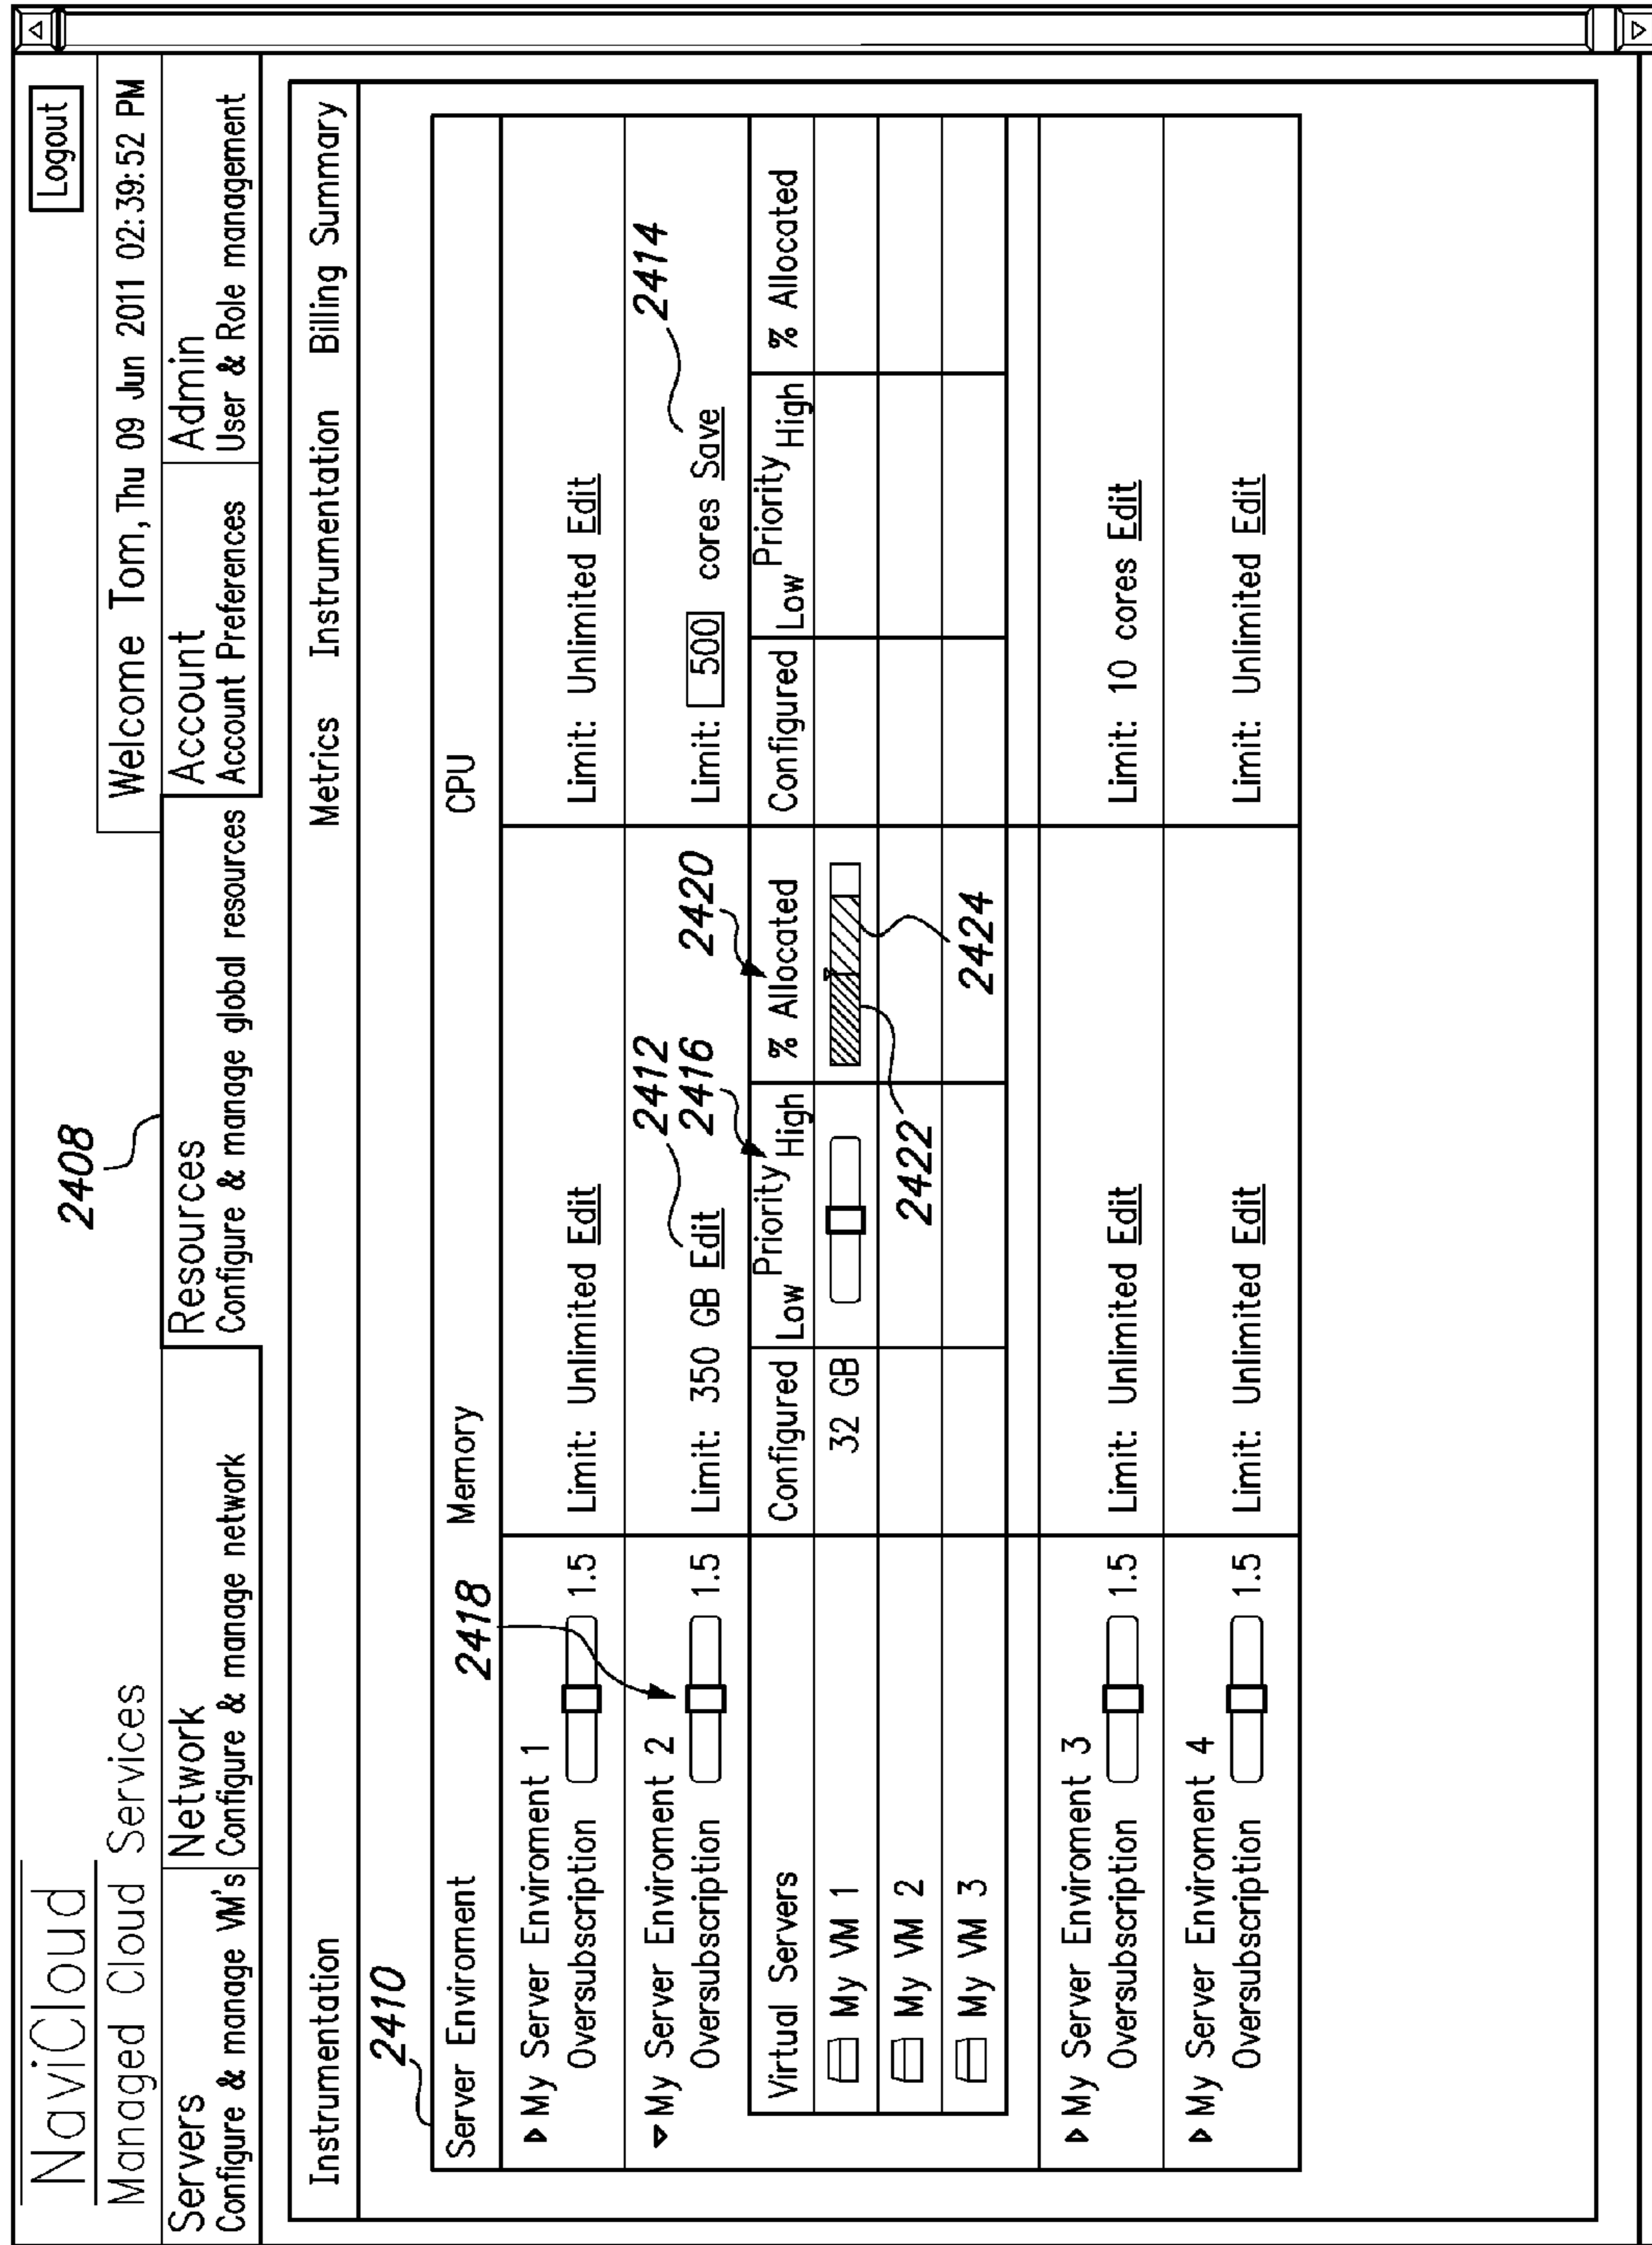 2408
NaviCloud
Logout
Managed Cloud Services
Welcome Tom, Thu 09 Jun 2011 02:39:52 PM
Servers
Configure & manage VM's
Network
Configure & manage network
Resources
Configure & manage global resources
Account
Account Preferences
Admin
User & Role management
Instrumentation
Metrics Instrumentation Billing Summary
2410
Server Enviroment Memory CPU
2418
My Server Enviroment 1
Oversubscription 1.5 Limit: Unlimited Edit Limit: Unlimited Edit
2412
2414
My Server Enviroment 2
2416
2420
Oversubscription 1.5 Limit: 350 GB Edit Limit: 500 cores Save
Virtual Servers Configured Low Priority High % Allocated Configured Low Priority High % Allocated
My VM 1 32 GB
My VM 2
2422
My VM 3
2424
My Server Enviroment 3
Oversubscription 1.5 Limit: Unlimited Edit Limit: 10 cores Edit
My Server Enviroment 4
Oversubscription 1.5 Limit: Unlimited Edit Limit: Unlimited Edit